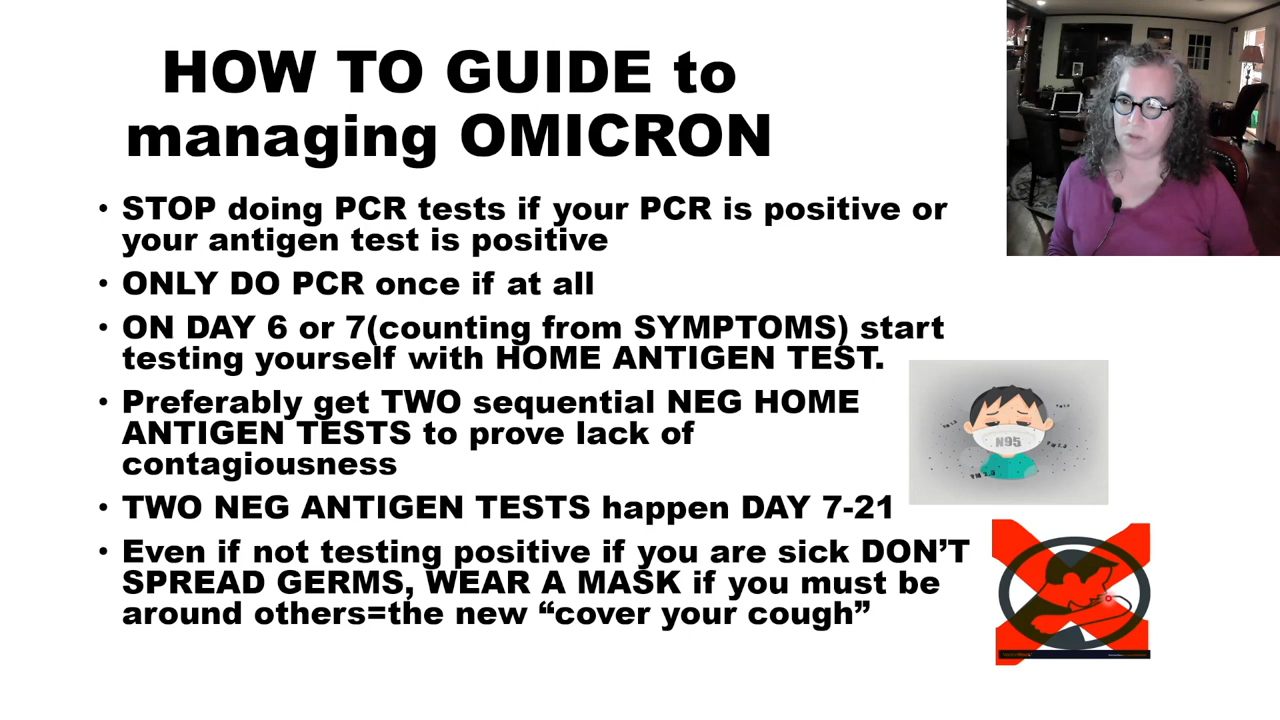 HOW TO GUIDE to
managing OMICRON
• STOP doing PCR tests if your PCR is positive or
your antigen test is positive
• ONLY DO PCR once if at all
• ON DAY 6 or 7(counting from SYMPTOMS) start
testing yourself with HOME ANTIGEN TEST.
• Preferably get TWO sequential NEG HOME
ANTIGEN TESTS to prove lack of
contagiousness
• TWO NEG ANTIGEN TESTS happen DAY 7-21
• Even if not testing positive if you are sick DON’T
SPREAD GERMS, WEAR A MASK if you must be
around others=the new “cover your cough”
N95